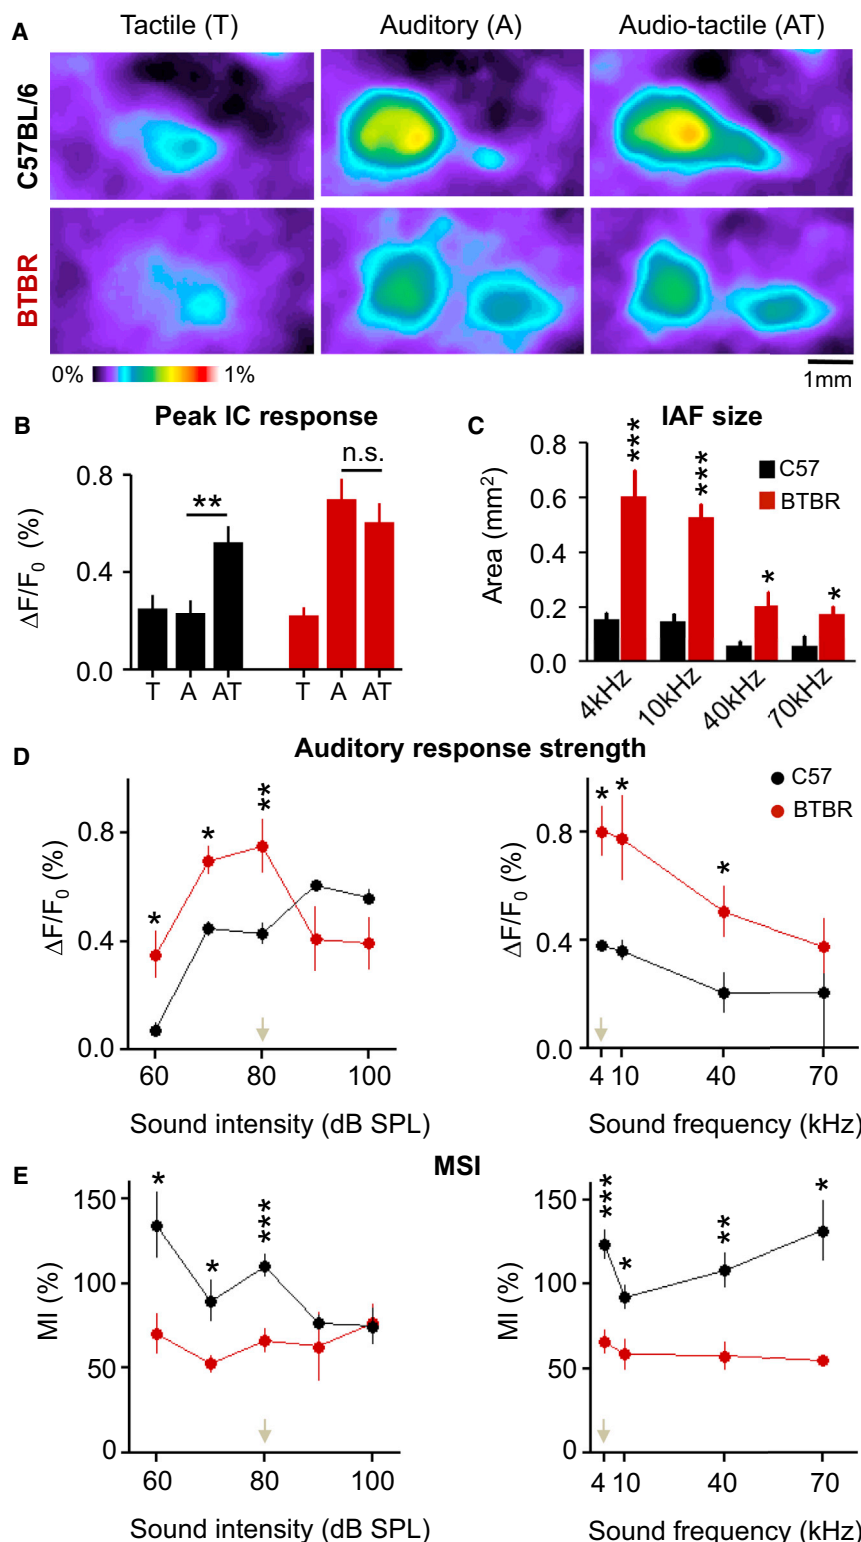 A
Tactile (T)
Auditory (A)
Audio-tactile (AT)
C57BL/6
BTBR
0%
1%
1mm
B
Peak IC response
ΔF/F0 (%)
0.8
0.4
0.0
**
n.s.
T
A
AT
T
A
AT
C
IAF size
Area (mm2)
0.8
0.6
0.4
0.2
0.0
***
***
*
*
C57
BTBR
4kHz
10kHz
40kHz
70kHz
D
Auditory response strength
ΔF/F0 (%)
0.8
0.4
0.0
*
*
**
60
80
100
Sound intensity (dB SPL)
ΔF/F0 (%)
0.8
0.4
0.0
*
*
*
C57
BTBR
4
10
40
70
Sound frequency (kHz)
E
MSI
MI (%)
150
100
50
0
*
*
***
60
80
100
Sound intensity (dB SPL)
MI (%)
150
100
50
0
***
*
**
*
4
10
40
70
Sound frequency (kHz)